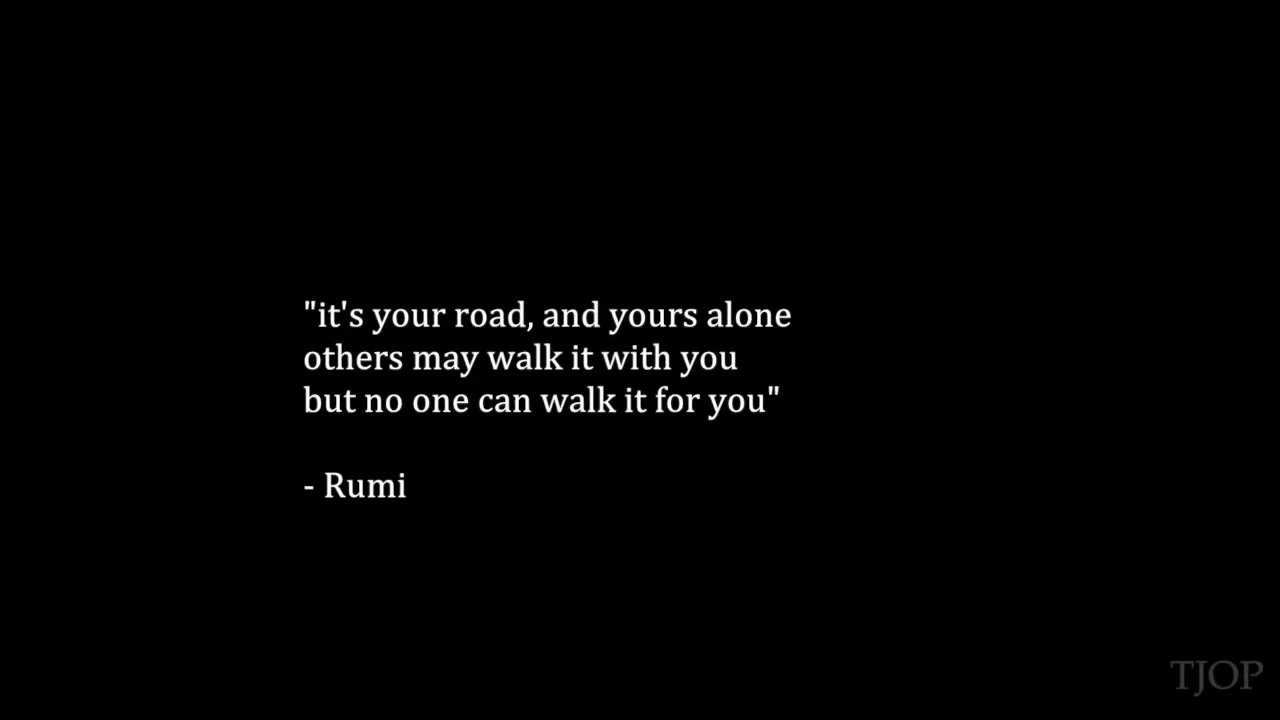 "it's your road, and yours alone
others may walk it with you
but no one can walk it for you"
- Rumi
TJOP